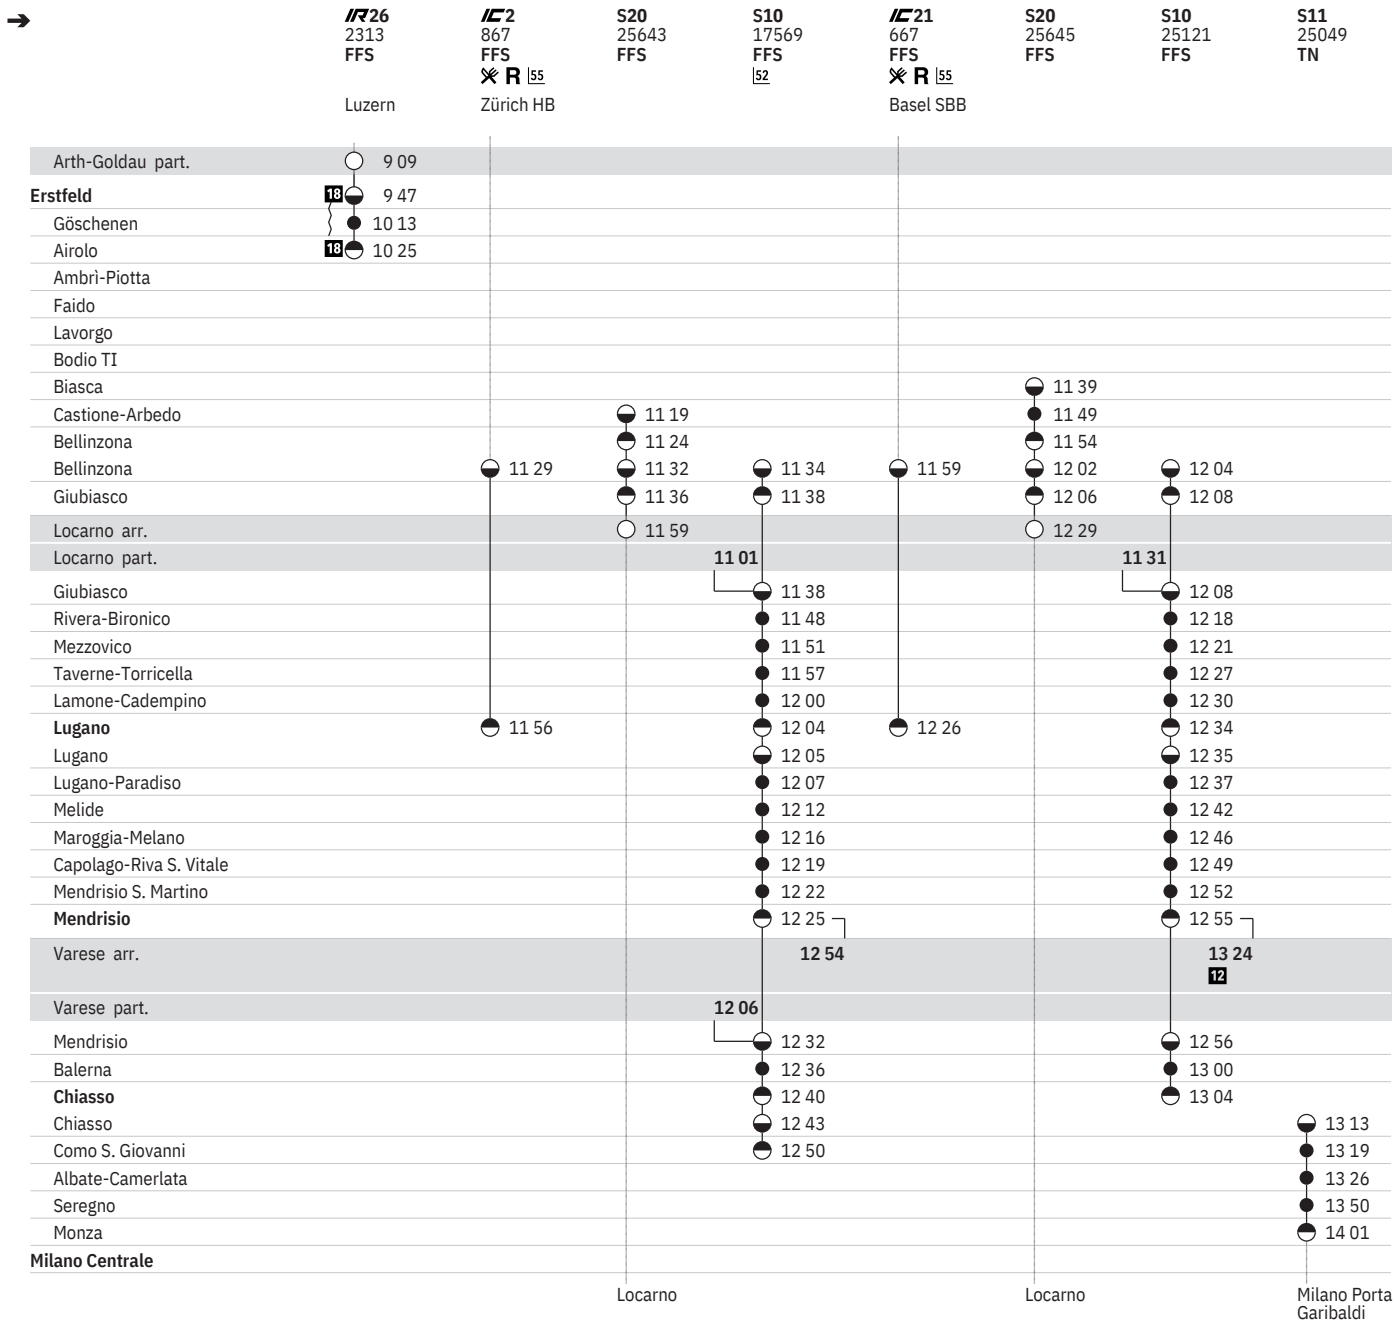 ➔ IR26 IC2 S20 S10 IC21 S20 S10 S11
2313 867 25643 17569 667 25645 25121 25049
FFS FFS FFS FFS FFS FFS FFS TN
R 55 52 R 55
Luzern Zürich HB Basel SBB
Arth-Goldau part. 9 09
Erstfeld 18 9 47
Göschenen 10 13
Airolo 18 10 25
Ambrì-Piotta
Faido
Lavorgo
Bodio TI
Biasca 11 39
Castione-Arbedo 11 19 11 49
Bellinzona 11 24 11 54
Bellinzona 11 29 11 32 11 34 11 59 12 02 12 04
Giubiasco 11 36 11 38 12 06 12 08
Locarno arr. 11 59 12 29
Locarno part. 11 01 11 31
Giubiasco 11 38 12 08
Rivera-Bironico 11 48 12 18
Mezzovico 11 51 12 21
Taverne-Torricella 11 57 12 27
Lamone-Cadempino 12 00 12 30
Lugano 11 56 12 04 12 26 12 34
Lugano 12 05 12 35
Lugano-Paradiso 12 07 12 37
Melide 12 12 12 42
Maroggia-Melano 12 16 12 46
Capolago-Riva S. Vitale 12 19 12 49
Mendrisio S. Martino 12 22 12 52
Mendrisio 12 25 12 55
Varese arr. 12 54 13 24
12
Varese part. 12 06
Mendrisio 12 32 12 56
Balerna 12 36 13 00
Chiasso 12 40 13 04
Chiasso 12 43 13 13
Como S. Giovanni 12 50 13 19
Albate-Camerlata 13 26
Seregno 13 50
Monza 14 01
Milano Centrale
Locarno Locarno Milano Porta
Garibaldi